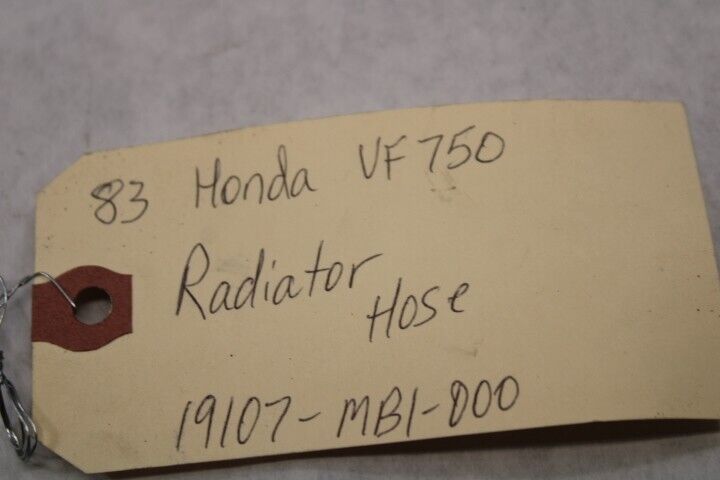 83 Honda VF750
Radiator
Hose
19107-MB1-000